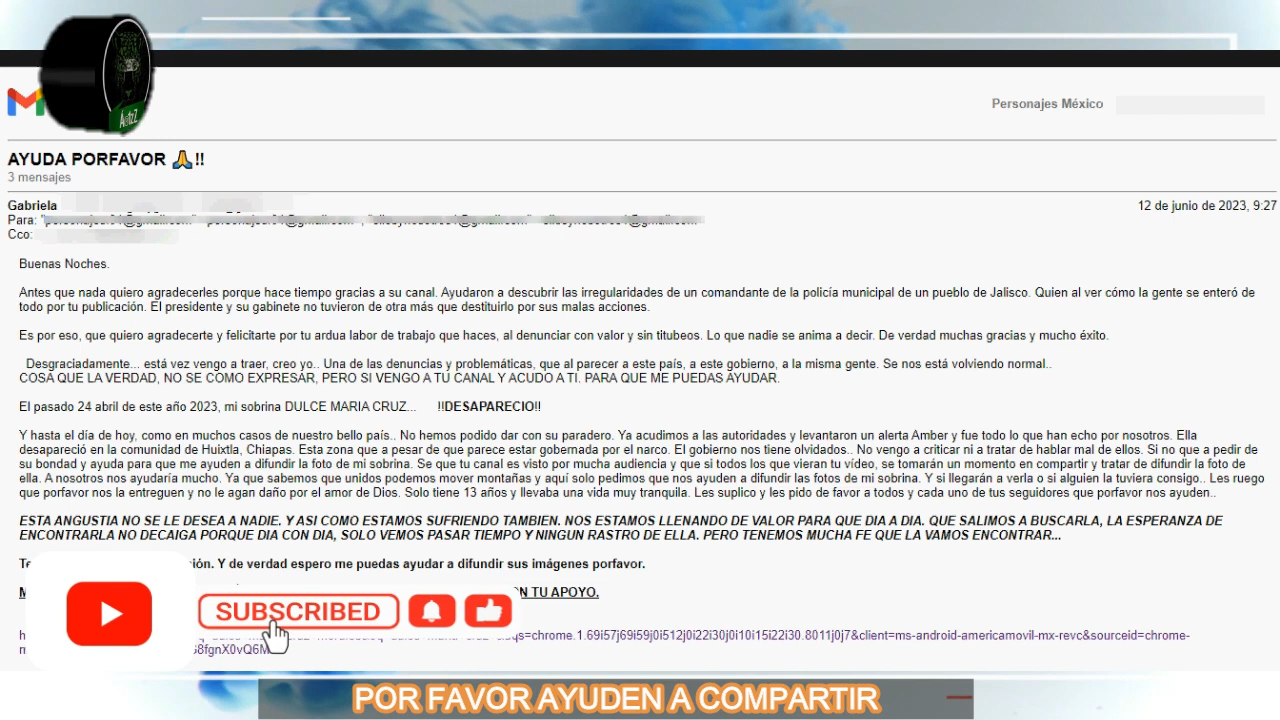 A to Z
Personajes México
AYUDA PORFAVOR 🙏!!
3 mensajes
Gabriela
12 de junio de 2023, 9:27
Para:
Cco:
Buenas Noches.
Antes que nada quiero agradecerles porque hace tiempo gracias a su canal. Ayudaron a descubrir las irregularidades de un comandante de la policía municipal de un pueblo de Jalisco. Quien al ver cómo la gente se enteró de
todo por tu publicación. El presidente y su gabinete no tuvieron de otra más que destituirlo por sus malas acciones.
Es por eso, que quiero agradecerte y felicitarte por tu ardua labor de trabajo que haces, al denunciar con valor y sin titubeos. Lo que nadie se anima a decir. De verdad muchas gracias y mucho éxito.
Desgraciadamente... está vez vengo a traer, creo yo.. Una de las denuncias y problemáticas, que al parecer a este país, a este gobierno, a la misma gente. Se nos está volviendo normal..
COSA QUE LA VERDAD, NO SE COMO EXPRESAR, PERO SI VENGO A TU CANAL Y ACUDO A TI. PARA QUE ME PUEDAS AYUDAR.
El pasado 24 abril de este año 2023, mi sobrina DULCE MARIA CRUZ... !!DESAPARECIO!!
Y hasta el día de hoy, como en muchos casos de nuestro bello país.. No hemos podido dar con su paradero. Ya acudimos a las autoridades y levantaron un alerta Amber y fue todo lo que han echo por nosotros. Ella
desapareció en la comunidad de Huixtla, Chiapas. Esta zona que a pesar de que parece estar gobernada por el narco. El gobierno nos tiene olvidados.. No vengo a criticar ni a tratar de hablar mal de ellos. Si no que a pedir de
su bondad y ayuda para que me ayuden a difundir la foto de mi sobrina. Se que tu canal es visto por mucha audiencia y que si todos los que vieran tu vídeo, se tomarán un momento en compartir y tratar de difundir la foto de
ella. A nosotros nos ayudaría mucho. Ya que sabemos que unidos podemos mover montañas y aquí solo pedimos que nos ayuden a difundir las fotos de mi sobrina. Y si llegarán a verla o si alguien la tuviera consigo.. Les ruego
que porfavor nos la entreguen y no le agan daño por el amor de Dios. Solo tiene 13 años y llevaba una vida muy tranquila. Les suplico y les pido de favor a todos y cada uno de tus seguidores que porfavor nos ayuden..
ESTA ANGUSTIA NO SE LE DESEA A NADIE. Y ASI COMO ESTAMOS SUFRIENDO TAMBIEN. NOS ESTAMOS LLENANDO DE VALOR PARA QUE DIA A DIA. QUE SALIMOS A BUSCARLA, LA ESPERANZA DE
ENCONTRARLA NO DECAIGA PORQUE DIA CON DIA, SOLO VEMOS PASAR TIEMPO Y NINGUN RASTRO DE ELLA. PERO TENEMOS MUCHA FE QUE LA VAMOS ENCONTRAR...
ión. Y de verdad espero me puedas ayudar a difundir sus imágenes porfavor.
N TU APOYO.
SUBSCRIBED
qs=chrome.1.69i57j69i59j0i512j0i22i30j0i10i15i22i30.8011j0j7&client=ms-android-americamovil-mx-revc&sourceid=chrome-
8fgnX0vQ6M
POR FAVOR AYUDEN A COMPARTIR